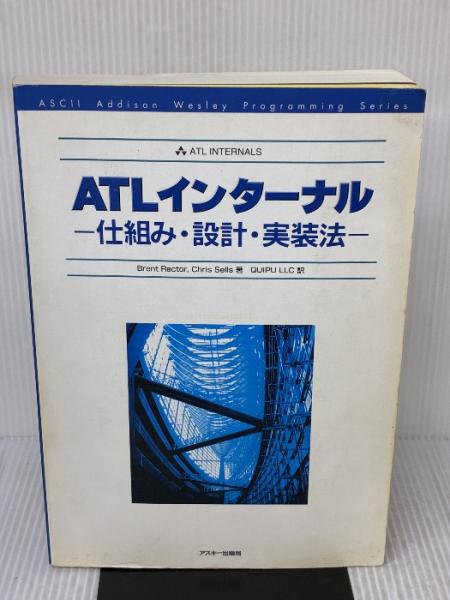 ASCII Addison Wesley Programming Series
ATL INTERNALS
ATLインターナル
―仕組み・設計・実装法―
Brent Rector, Chris Sells 著 QUIPU LLC 訳
アスキー出版局